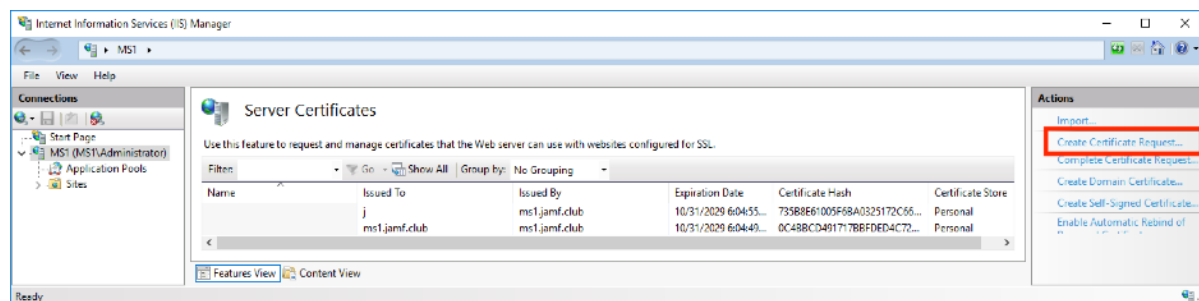 Internet Information Services (IIS) Manager
MS1
File View Help
Connections
Start Page
MS1 (MS1\Administrator)
Application Pools
Sites
Server Certificates
Use this feature to request and manage certificates that the Web server can use with websites configured for SSL.
Filter: Go Show All Group by: No Grouping
Name Issued To Issued By Expiration Date Certificate Hash Certificate Store
j ms1.jamf.club 10/31/2029 6:04:55... 735B8E61005F6BA0325172C66... Personal
ms1.jamf.club ms1.jamf.club 10/31/2029 6:04:49... 0C4BBCD491717BBFDED4C72... Personal
Features View Content View
Actions
Import...
Create Certificate Request...
Complete Certificate Request...
Create Domain Certificate...
Create Self-Signed Certificate...
Enable Automatic Rebind of
Ready